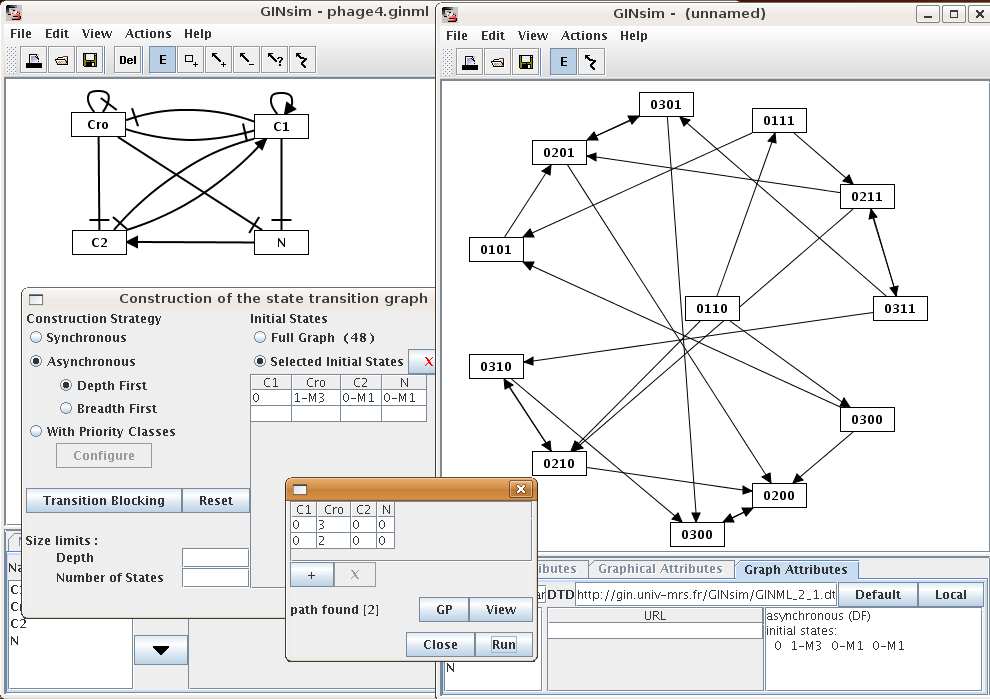 GINsim - phage4.ginml
File Edit View Actions Help
Del E
Cro
C1
C2
N
GINsim - (unnamed)
File Edit View Actions Help
E
0301
0111
0201
0211
0101
0110
0311
0310
0300
0210
0200
0300
Construction of the state transition graph
Construction Strategy
Synchronous
Asynchronous
Depth First
Breadth First
With Priority Classes
Configure
Transition Blocking Reset
Size limits :
Depth
Number of States
Initial States
Full Graph (48)
Selected Initial States X
C1 Cro C2 N
0 1-M3 0-M1 0-M1
C1 Cro C2 N
0 3 0 0
0 2 0 0
+ X
path found [2]
GP View
Close Run
C2
N
N
Graphical Attributes
Graph Attributes
DTD http://gin.univ-mrs.fr/GINsim/GINML_2_1.dt Default Local
URL
asynchronous (DF)
initial states:
0 1-M3 0-M1 0-M1